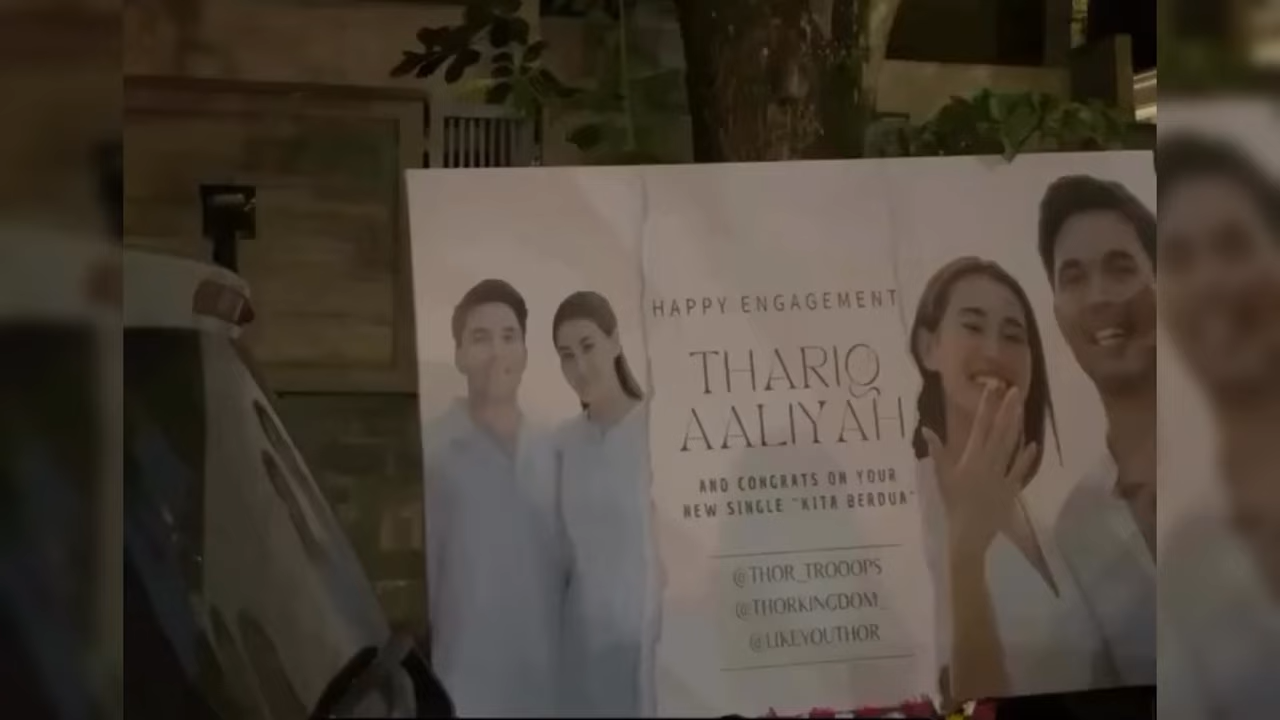 HAPPY ENGAGEMENT
THARIQ
AALIYAH
AND CONGRATS ON YOUR
NEW SINGLE "KITA BERDUA"
@THOR_TROOOPS
@THORKINGDOM_
@LIKEYOUTHOR